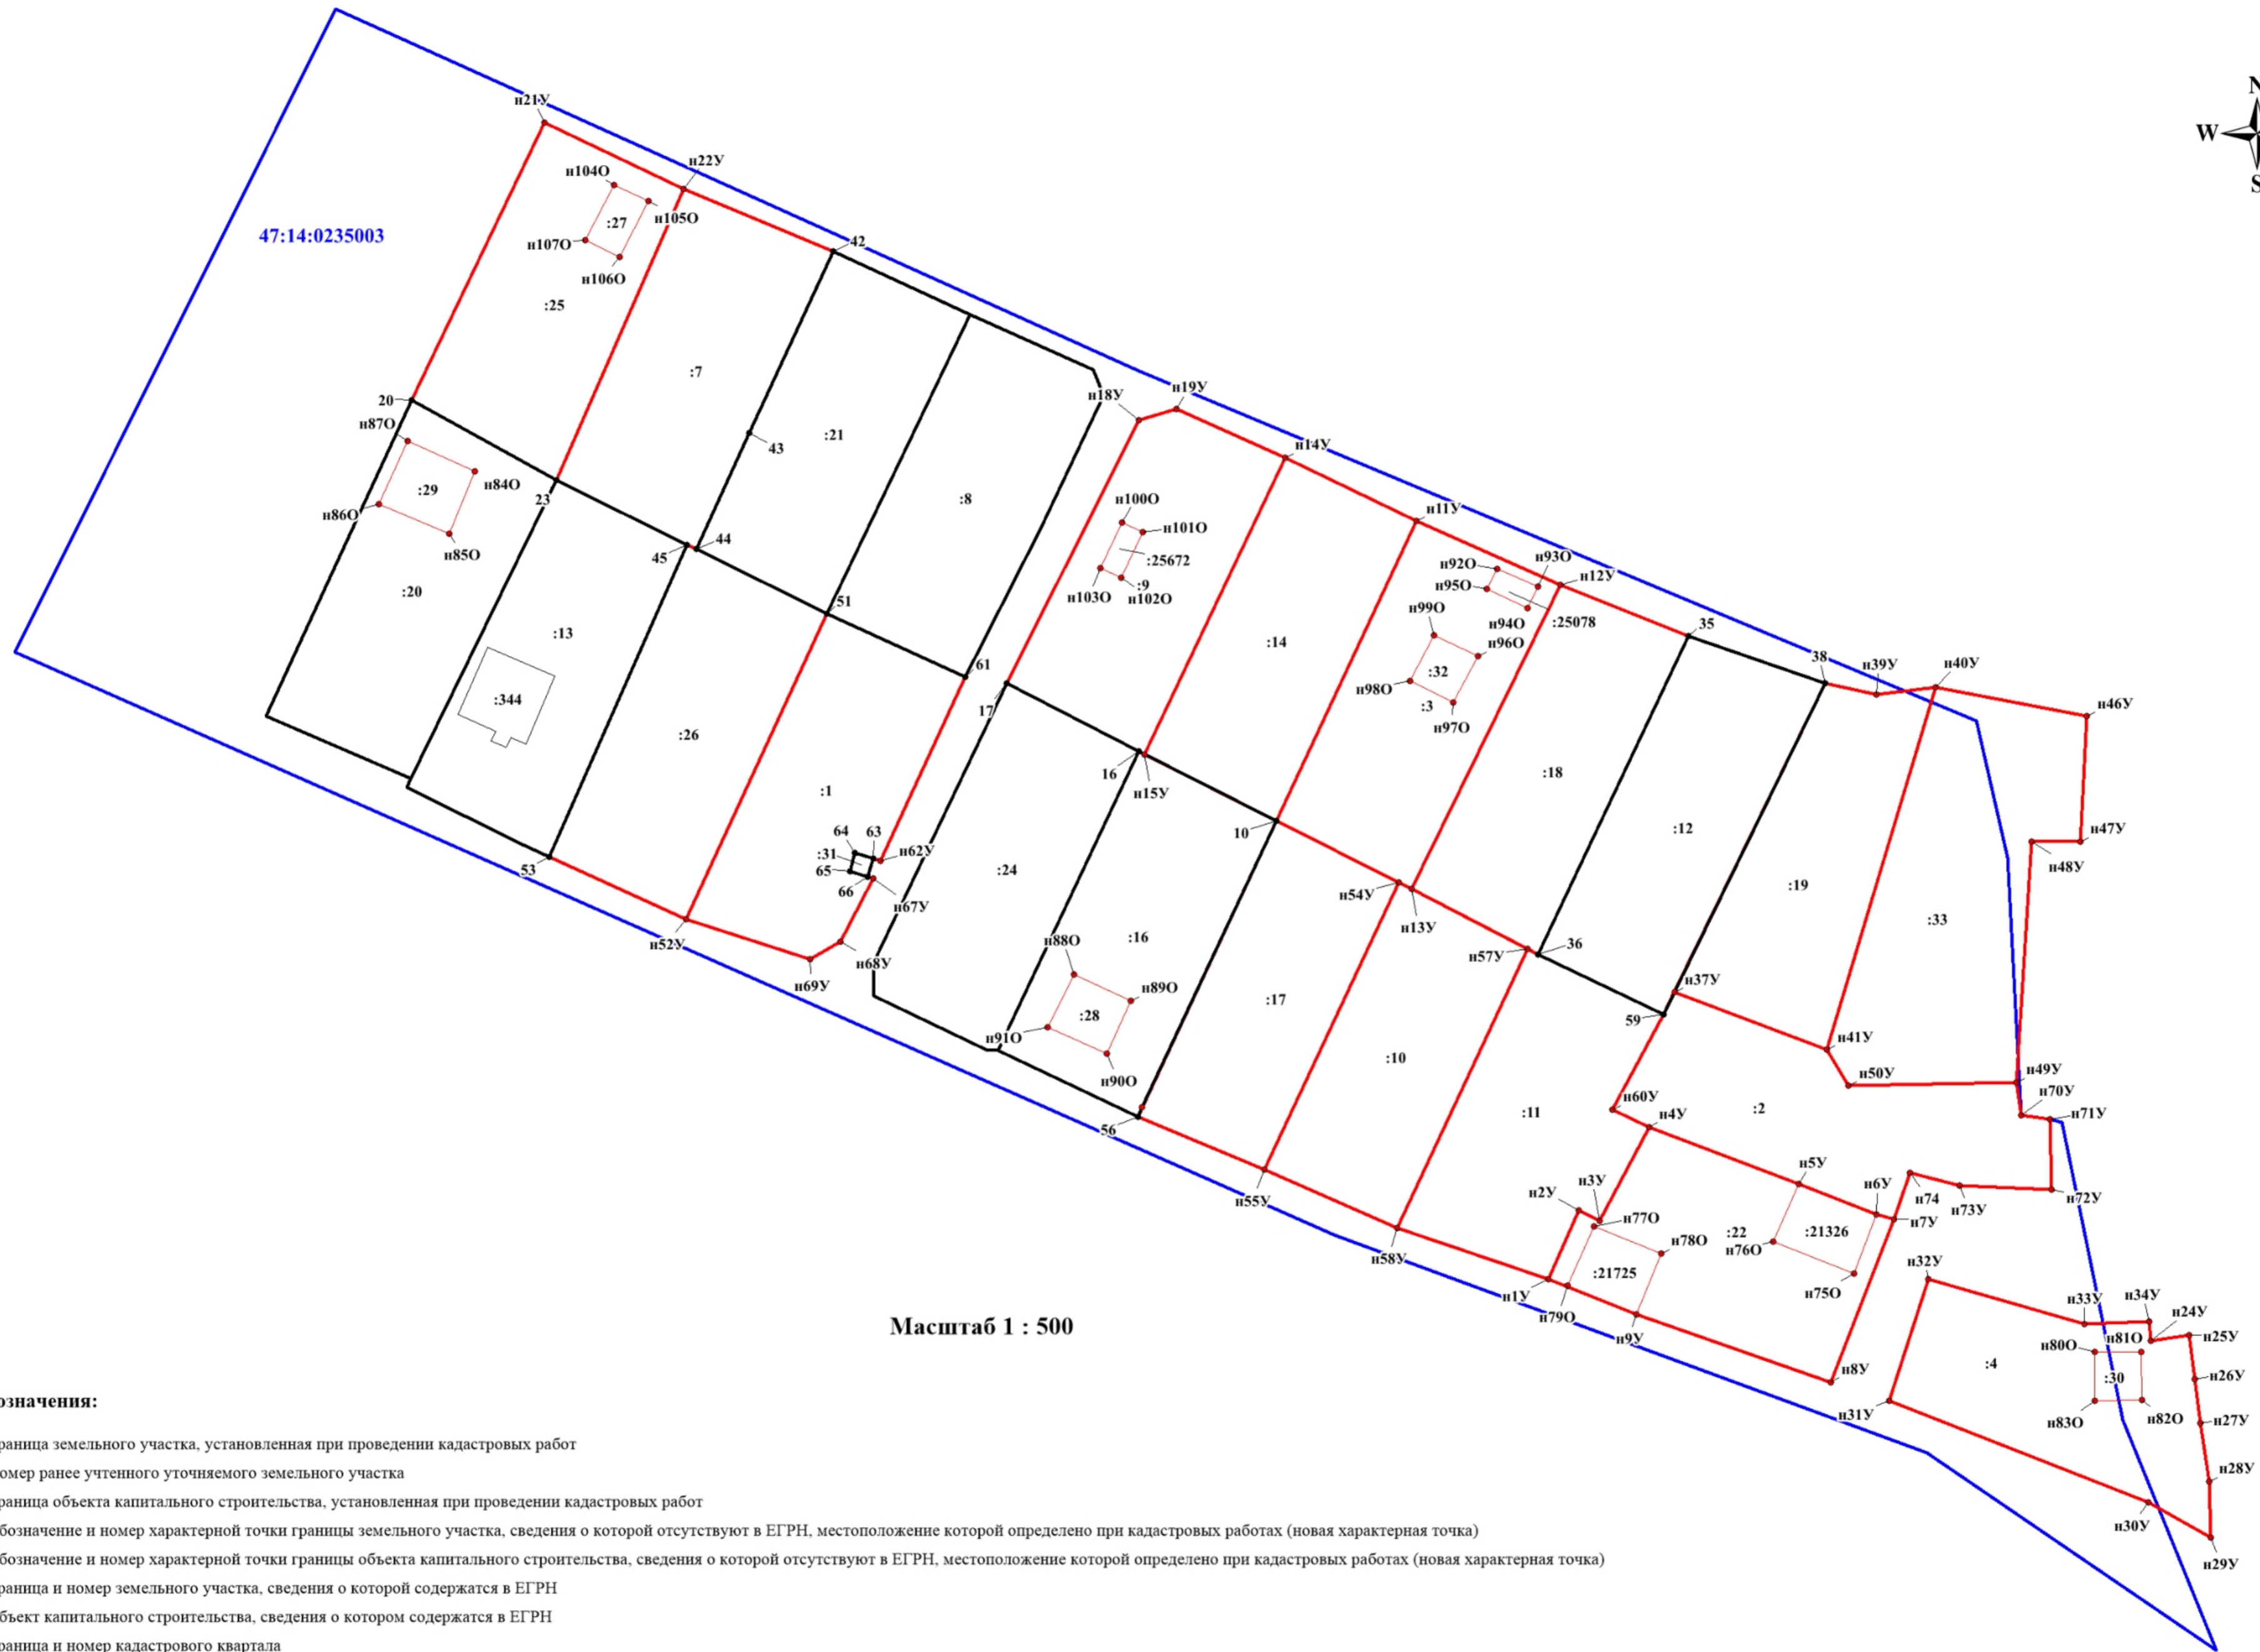 N
W
S
н21У
н22У
н104О
:27
н105О
47:14:0235003
н107О
н106О
42
:25
:7
н19У
н18У
20
н87О
:21
43
н14У
н84О
:29
23
:8
н100О
н11У
н86О
н101О
44
н85О
45
:25672
н93О
н92О
н12У
:9
н95О
:20
н103О
н102О
51
н99О
н94О
:25078
35
:13
:14
н96О
38
н39У
н40У
61
:32
н98О
:344
:3
н46У
17
н97О
:26
16
:18
н15У
:1
64
63
10
:12
н47У
н62У
:31
н48У
65
:24
53
66
:19
н54У
н67У
:33
н13У
н52У
н88О
:16
36
н57У
н68У
н37У
н69У
н89О
:17
:28
59
н91О
н41У
:10
н50У
н49У
н90О
н70У
н60У
н71У
56
:11
н4У
:2
н5У
н3У
н6У
н2У
н55У
н74
н72У
н77О
н7У
н73У
:22
:21326
н78О
н76О
н58У
н32У
:21725
н75О
н1У
н33У
н34У
н79О
н24У
Масштаб 1 : 500
н9У
н81О
н25У
н80О
:4
н8У
:30
н26У
н31У
н83О
н82О
н27У
н28У
н30У
н29У
означения:
раница земельного участка, установленная при проведении кадастровых работ
омер ранее учтенного уточняемого земельного участка
раница объекта капитального строительства, установленная при проведении кадастровых работ
бозначение и номер характерной точки границы земельного участка, сведения о которой отсутствуют в ЕГРН, местоположение которой определено при кадастровых работах (новая характерная точка)
бозначение и номер характерной точки границы объекта капитального строительства, сведения о которой отсутствуют в ЕГРН, местоположение которой определено при кадастровых работах (новая характерная точка)
раница и номер земельного участка, сведения о которой содержатся в ЕГРН
бъект капитального строительства, сведения о котором содержатся в ЕГРН
раница и номер кадастрового квартала